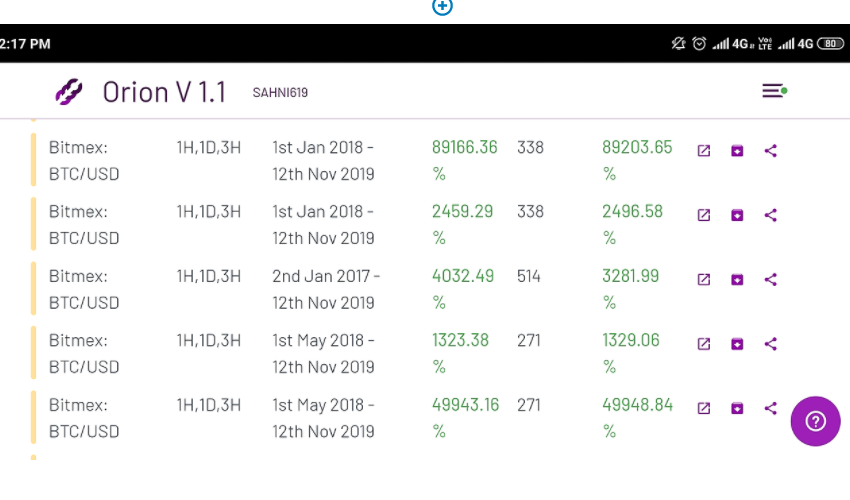 2:17 PM 4G VoI LTE 4G 80
Orion V 1.1 SAHNI619
Bitmex: 1H,1D,3H 1st Jan 2018 - 89166.36 338 89203.65
BTC/USD 12th Nov 2019 % %
Bitmex: 1H,1D,3H 1st Jan 2018 - 2459.29 338 2496.58
BTC/USD 12th Nov 2019 % %
Bitmex: 1H,1D,3H 2nd Jan 2017 - 4032.49 514 3281.99
BTC/USD 12th Nov 2019 % %
Bitmex: 1H,1D,3H 1st May 2018 - 1323.38 271 1329.06
BTC/USD 12th Nov 2019 % %
Bitmex: 1H,1D,3H 1st May 2018 - 49943.16 271 49948.84
BTC/USD 12th Nov 2019 % %